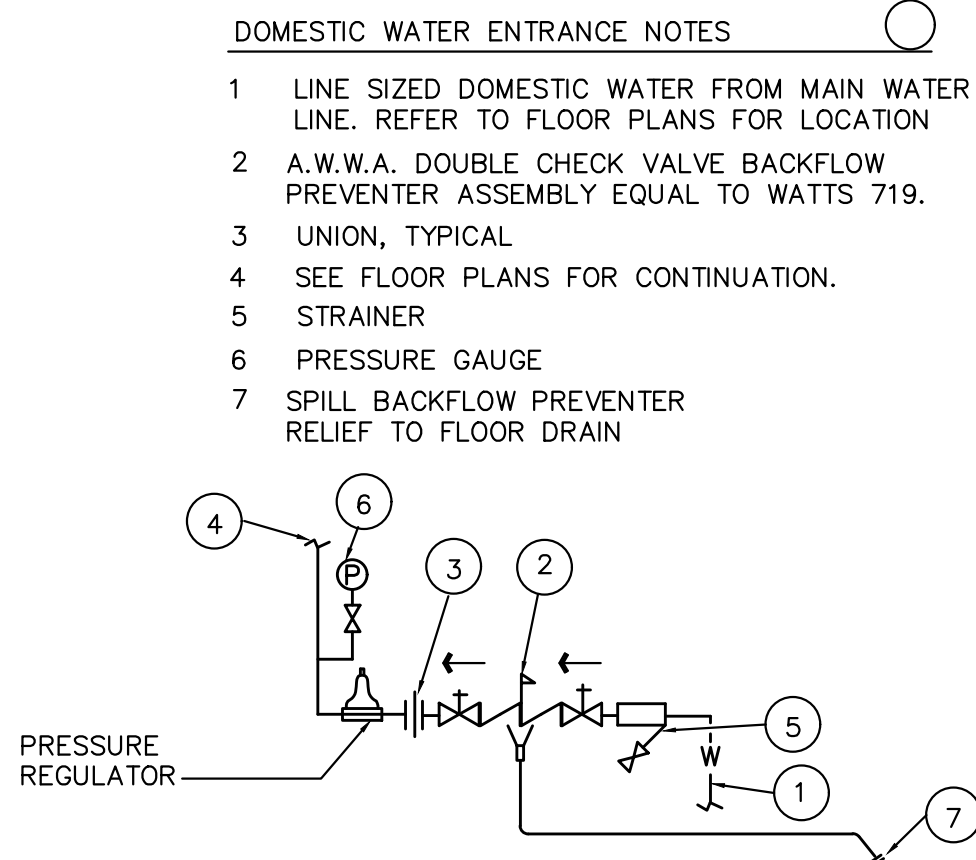 DOMESTIC WATER ENTRANCE NOTES
1 LINE SIZED DOMESTIC WATER FROM MAIN WATER
LINE. REFER TO FLOOR PLANS FOR LOCATION
2 A.W.W.A. DOUBLE CHECK VALVE BACKFLOW
PREVENTER ASSEMBLY EQUAL TO WATTS 719.
3 UNION, TYPICAL
4 SEE FLOOR PLANS FOR CONTINUATION.
5 STRAINER
6 PRESSURE GAUGE
7 SPILL BACKFLOW PREVENTER
RELIEF TO FLOOR DRAIN
6
4
3
2
P
5
PRESSURE
REGULATOR
W
1
7